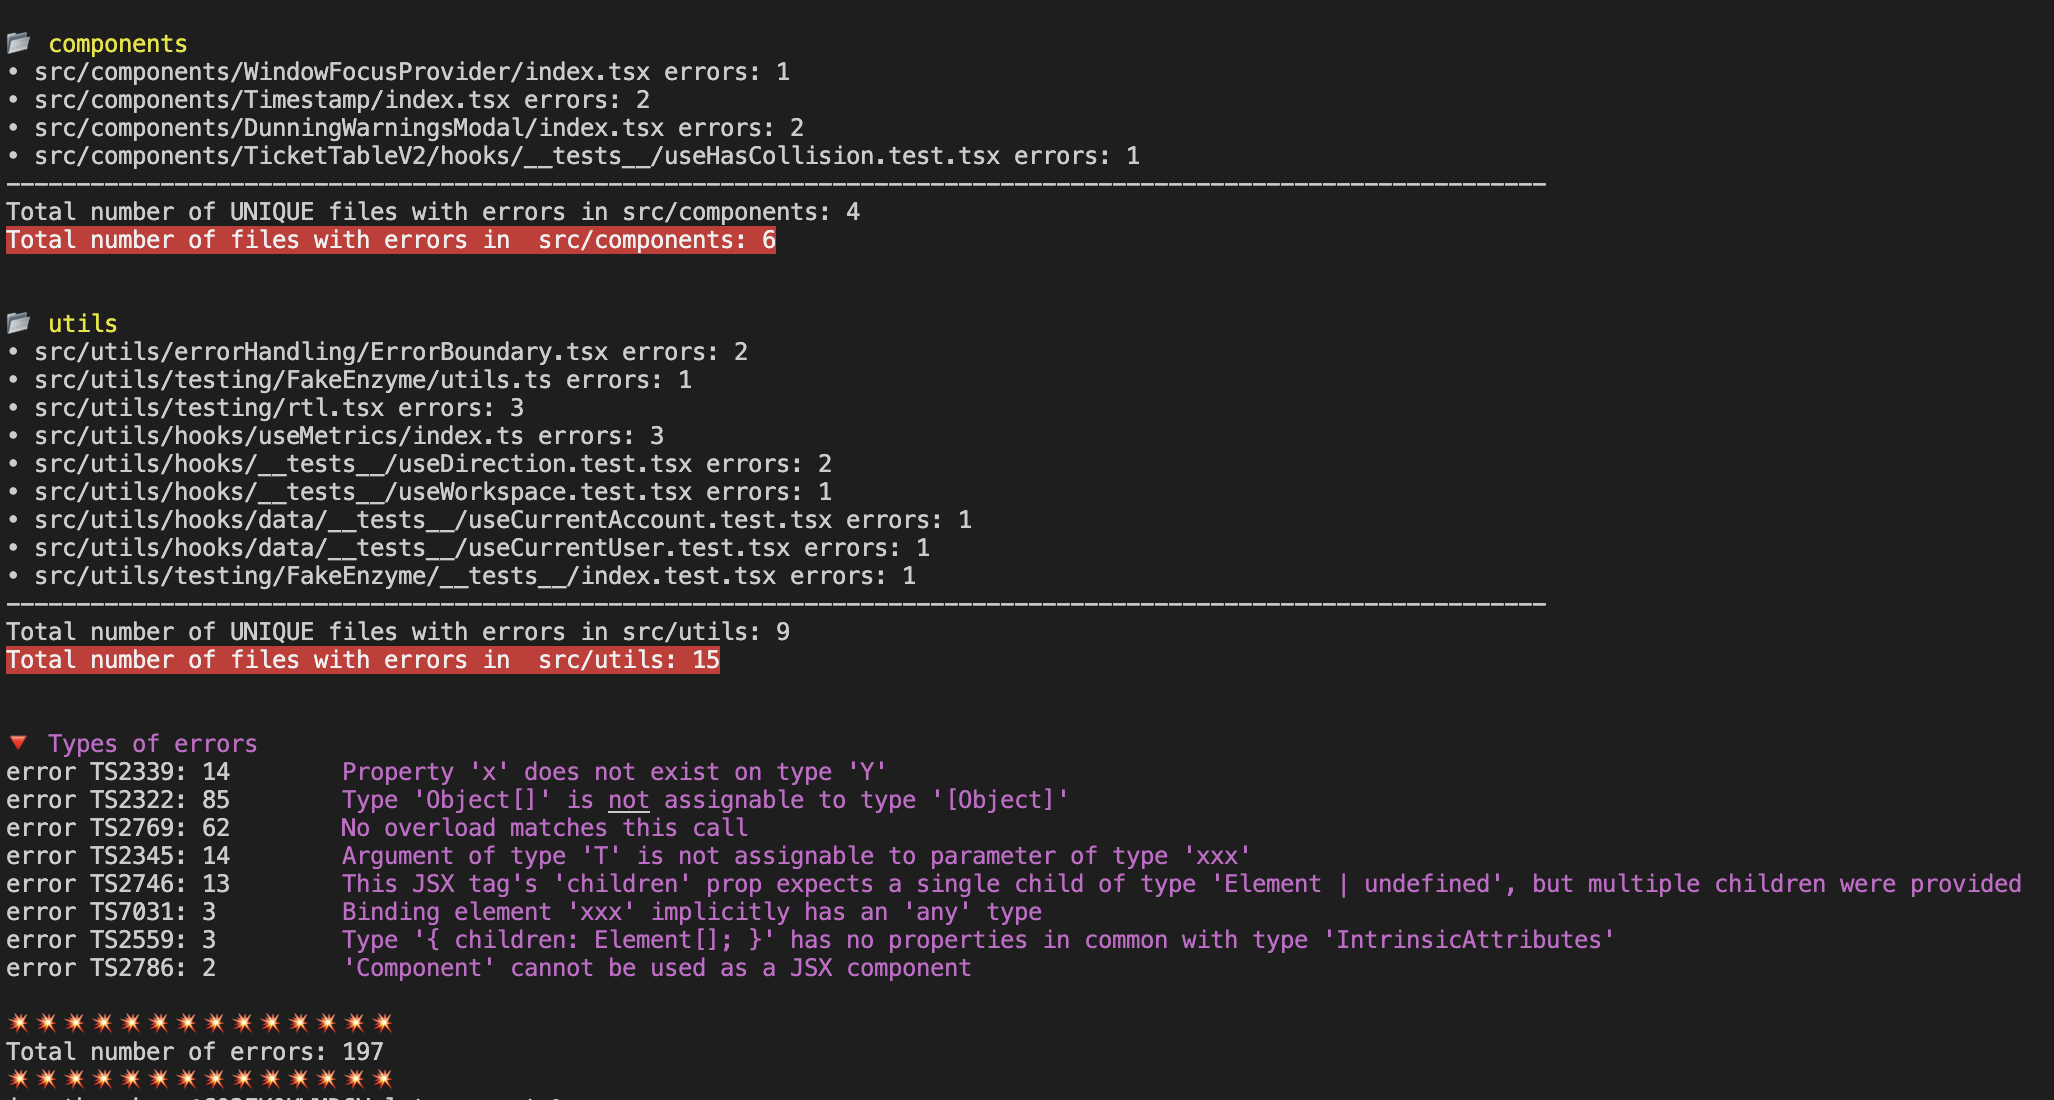 components
• src/components/WindowFocusProvider/index.tsx errors: 1
• src/components/Timestamp/index.tsx errors: 2
• src/components/DunningWarningsModal/index.tsx errors: 2
• src/components/TicketTableV2/hooks/__tests__/useHasCollision.test.tsx errors: 1
--------------------------------------------------------------------------------------------------------------
Total number of UNIQUE files with errors in src/components: 4
Total number of files with errors in  src/components: 6
utils
• src/utils/errorHandling/ErrorBoundary.tsx errors: 2
• src/utils/testing/FakeEnzyme/utils.ts errors: 1
• src/utils/testing/rtl.tsx errors: 3
• src/utils/hooks/useMetrics/index.ts errors: 3
• src/utils/hooks/__tests__/useDirection.test.tsx errors: 2
• src/utils/hooks/__tests__/useWorkspace.test.tsx errors: 1
• src/utils/hooks/data/__tests__/useCurrentAccount.test.tsx errors: 1
• src/utils/hooks/data/__tests__/useCurrentUser.test.tsx errors: 1
• src/utils/testing/FakeEnzyme/__tests__/index.test.tsx errors: 1
--------------------------------------------------------------------------------------------------------------
Total number of UNIQUE files with errors in src/utils: 9
Total number of files with errors in  src/utils: 15
Types of errors
error TS2339: 14        Property 'x' does not exist on type 'Y'
error TS2322: 85        Type 'Object[]' is not assignable to type '[Object]'
error TS2769: 62        No overload matches this call
error TS2345: 14        Argument of type 'T' is not assignable to parameter of type 'xxx'
error TS2746: 13        This JSX tag's 'children' prop expects a single child of type 'Element | undefined', but multiple children were provided
error TS7031: 3         Binding element 'xxx' implicitly has an 'any' type
error TS2559: 3         Type '{ children: Element[]; }' has no properties in common with type 'IntrinsicAttributes'
error TS2786: 2         'Component' cannot be used as a JSX component
Total number of errors: 197